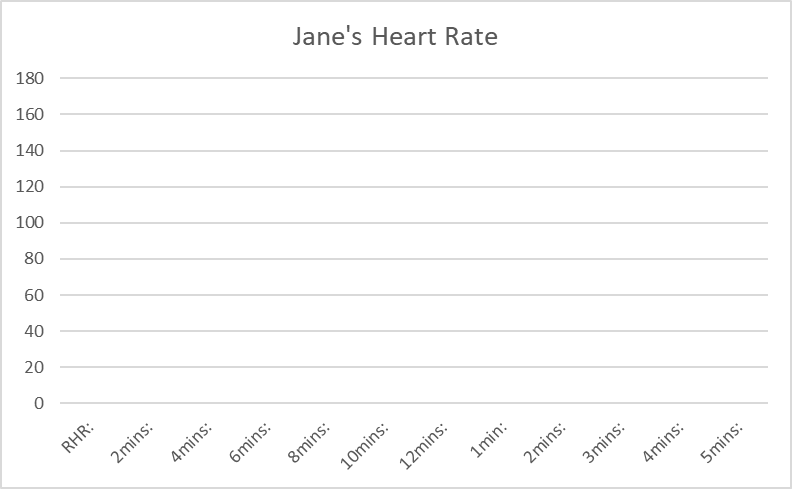 Jane's Heart Rate
180
160
140
120
100
80
60
40
20
0
RHR:
2mins:
4mins:
6mins:
8mins:
10mins:
12mins:
1min:
2mins:
3mins:
4mins:
5mins: